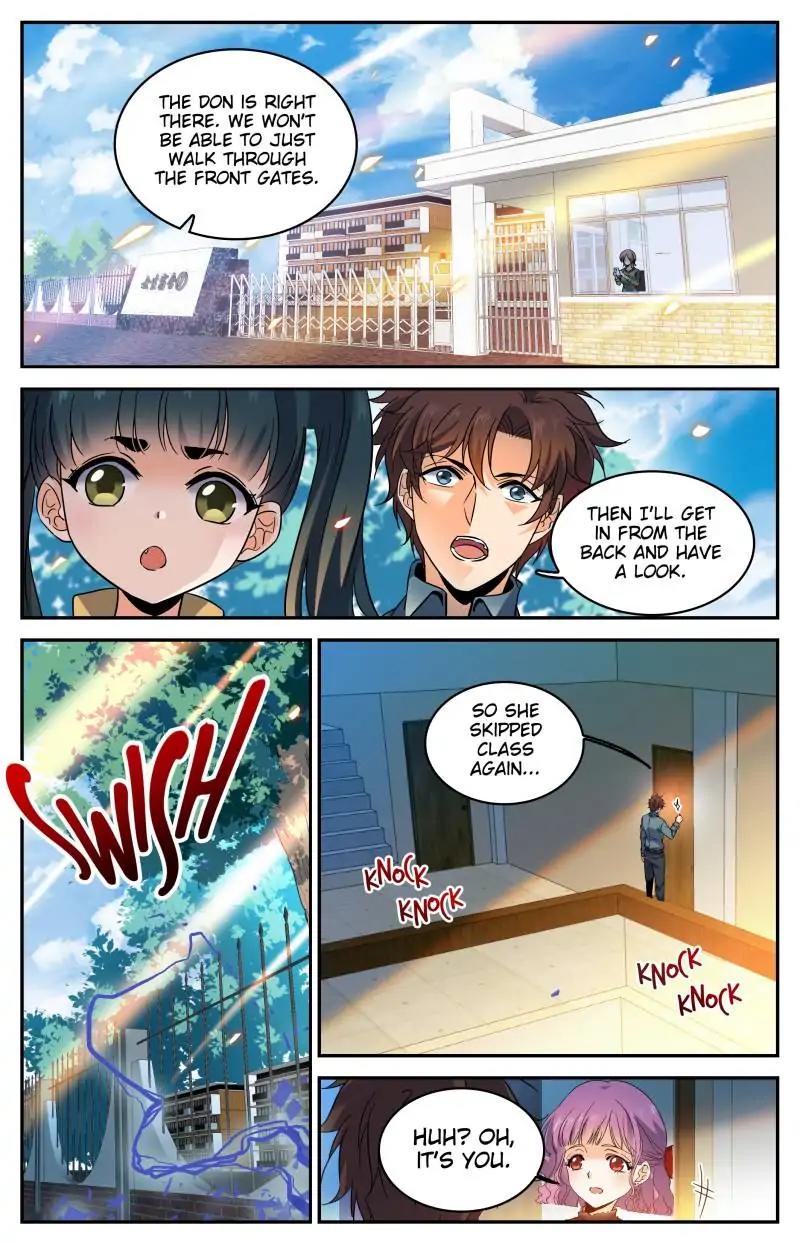 THE DON IS RIGHT
THERE. WE WON'T
BE ABLE TO JUST
WALK THROUGH
THE FRONT GATES.
THEN I'LL GET
IN FROM THE
BACK AND HAVE
A LOOK.
SWISH
SO SHE
SKIPPED
CLASS
AGAIN...
KNOCK
KNOCK
KNOCK
KNOCK
HUH? OH,
IT'S YOU.